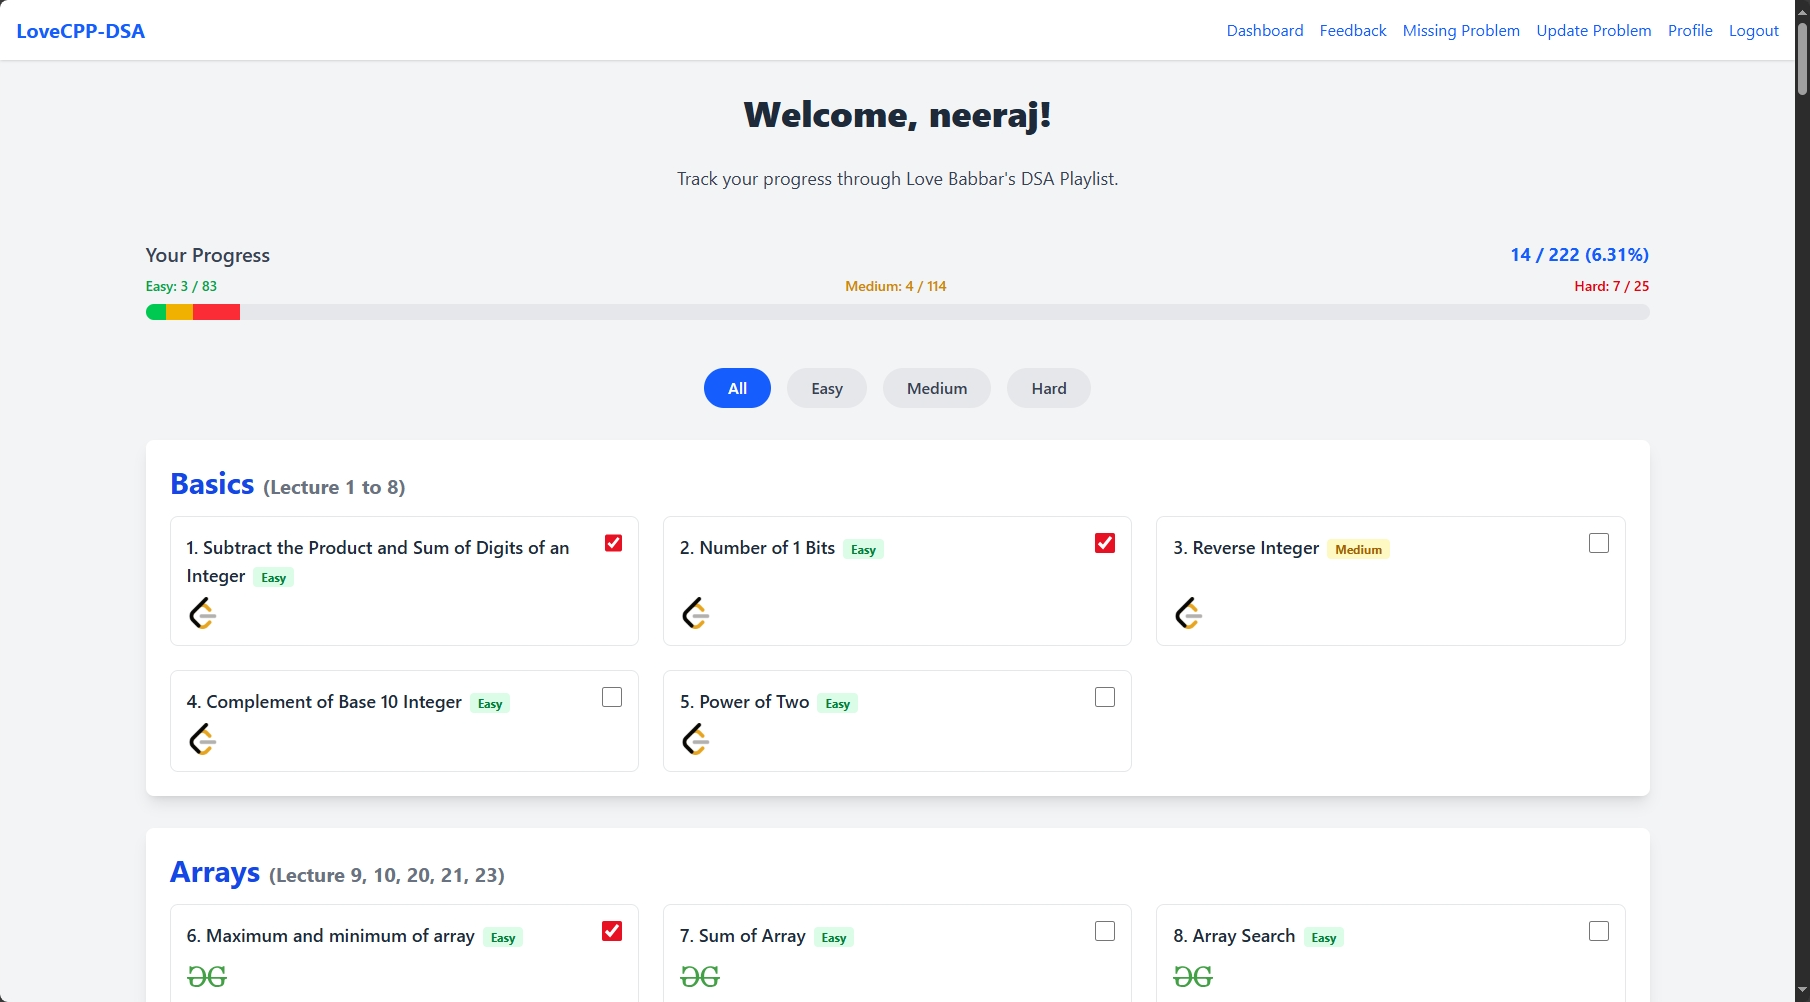 LoveCPP-DSA
Dashboard Feedback Missing Problem Update Problem Profile Logout
Welcome, neeraj!
Track your progress through Love Babbar's DSA Playlist.
Your Progress
14 / 222 (6.31%)
Easy: 3 / 83
Medium: 4 / 114
Hard: 7 / 25
All Easy Medium Hard
Basics (Lecture 1 to 8)
1. Subtract the Product and Sum of Digits of an
Integer Easy
2. Number of 1 Bits Easy
3. Reverse Integer Medium
4. Complement of Base 10 Integer Easy
5. Power of Two Easy
Arrays (Lecture 9, 10, 20, 21, 23)
6. Maximum and minimum of array Easy
7. Sum of Array Easy
8. Array Search Easy